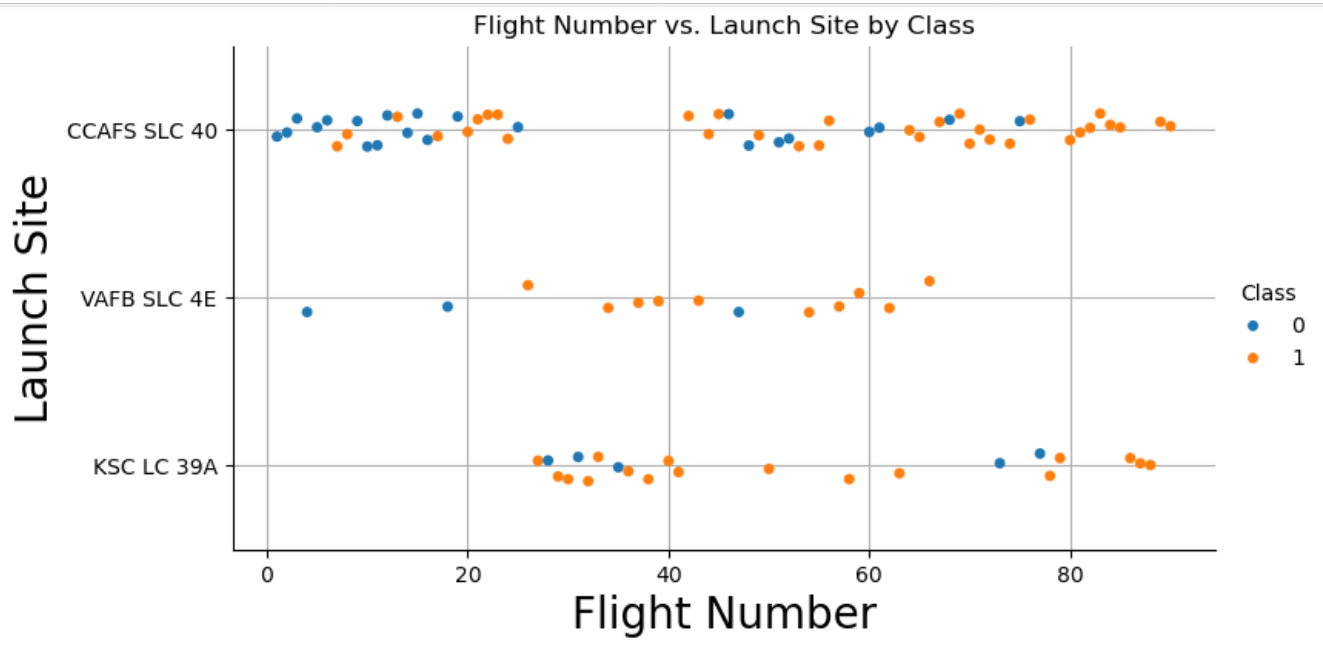 Flight Number vs. Launch Site by Class
Launch Site
CCAFS SLC 40
VAFB SLC 4E
KSC LC 39A
0 20 40 60 80
Flight Number
Class
0
1